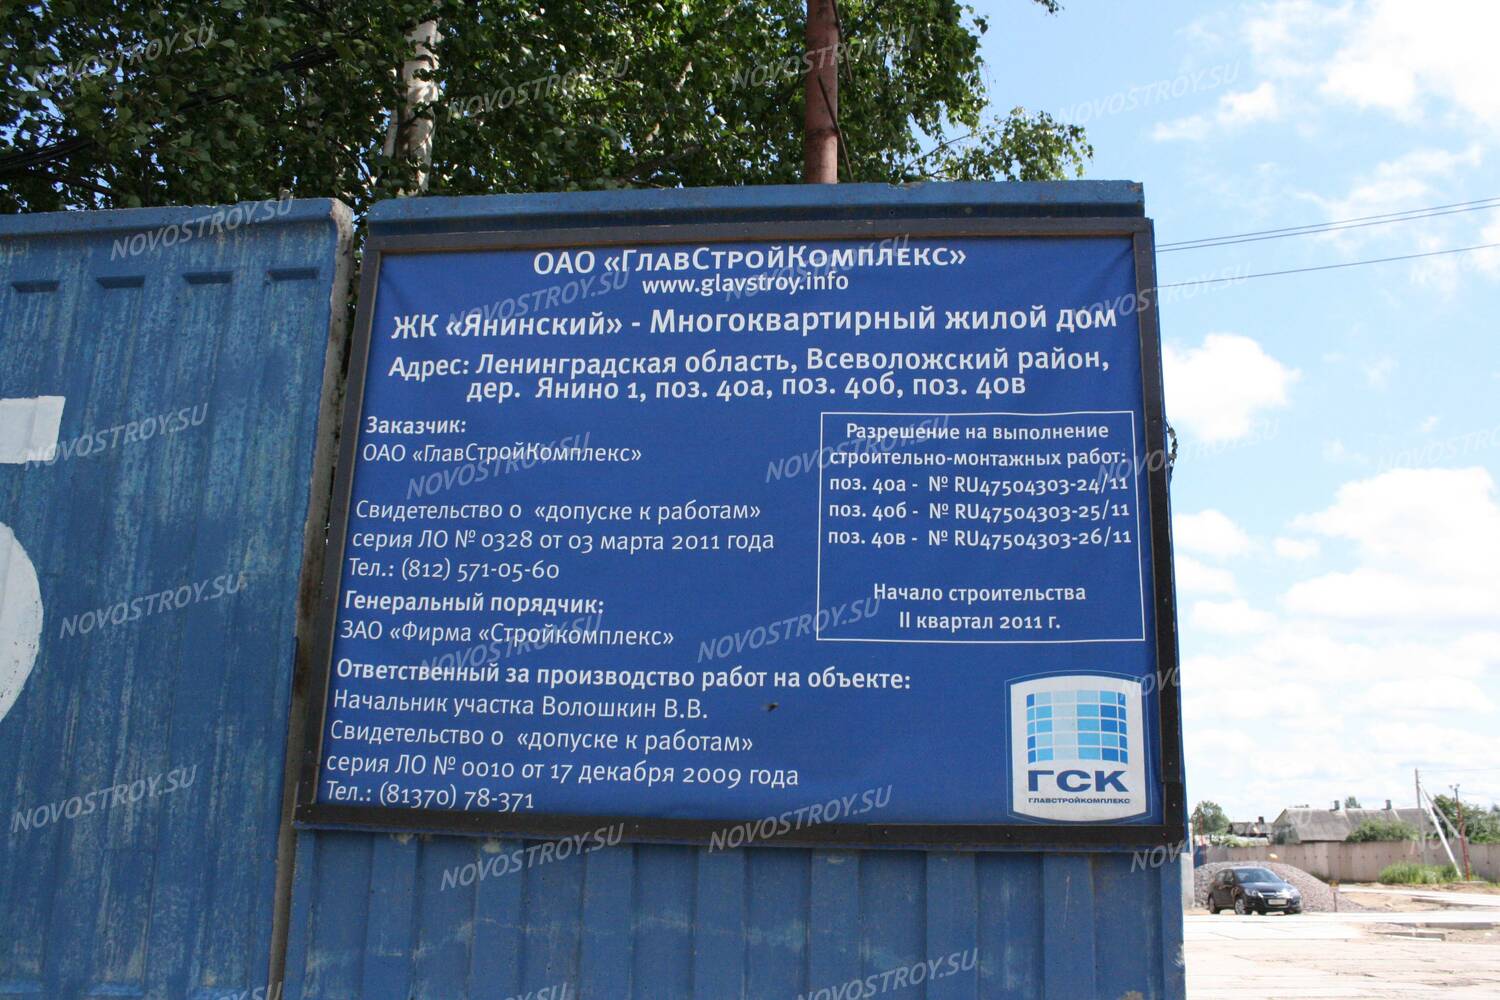 ОАО «ГлавСтройКомплекс»
www.glavstroy.info
ЖК «Янинский» - Многоквартирный жилой дом
Адрес: Ленинградская область, Всеволожский район,
дер. Янино 1, поз. 40а, поз. 40б, поз. 40в
Заказчик:
ОАО «ГлавСтройКомплекс»
Свидетельство о «допуске к работам»
серия ЛО № 0328 от 03 марта 2011 года
Тел.: (812) 571-05-60
Генеральный порядчик:
ЗАО «Фирма «Стройкомплекс»
Ответственный за производство работ на объекте:
Начальник участка Волошкин В.В.
Свидетельство о «допуске к работам»
серия ЛО № 0010 от 17 декабря 2009 года
Тел.: (81370) 78-371
Разрешение на выполнение
строительно-монтажных работ:
поз. 40а - № RU47504303-24/11
поз. 40б - № RU47504303-25/11
поз. 40в - № RU47504303-26/11
Начало строительства
II квартал 2011 г.
ГСК
ГЛАВСТРОЙКОМПЛЕКС
NOVOSTROY.SU